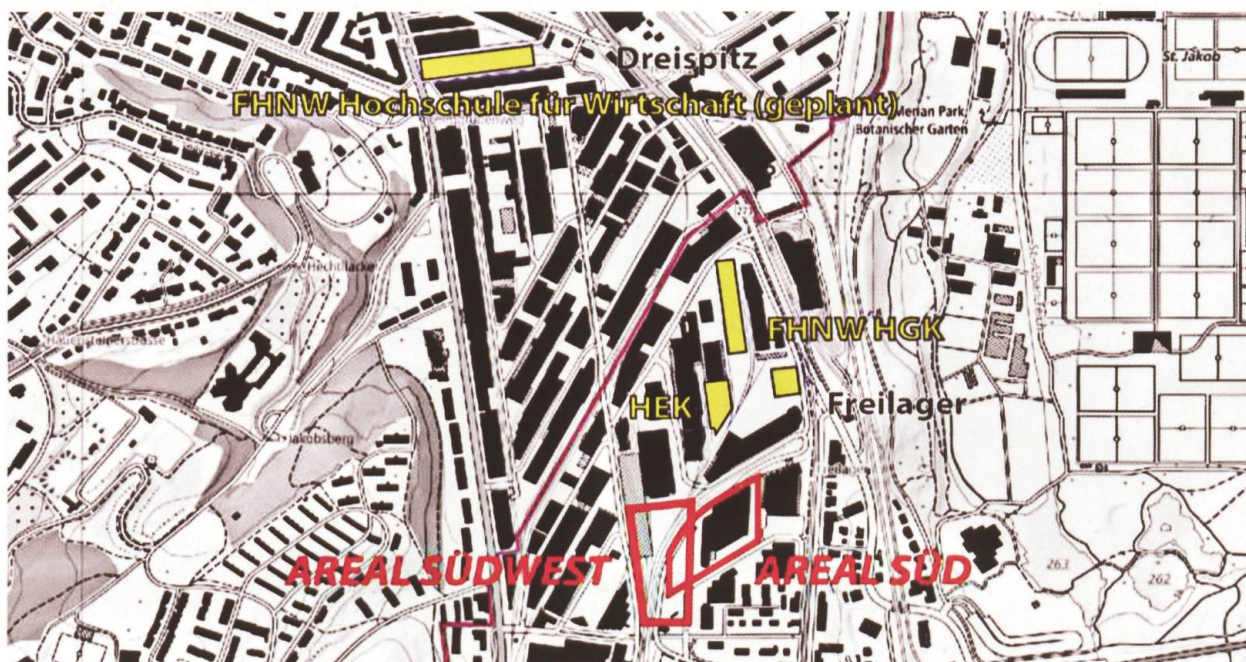 Dreispitz
St. Jakob
FHNW Hochschule für Wirtschaft (geplant)
Merian Park,
Botanischer Garten
FHNW HGK
HEK
Freilager
Jakobsberg
AREAL SÜDWEST
AREAL SÜD
263
262